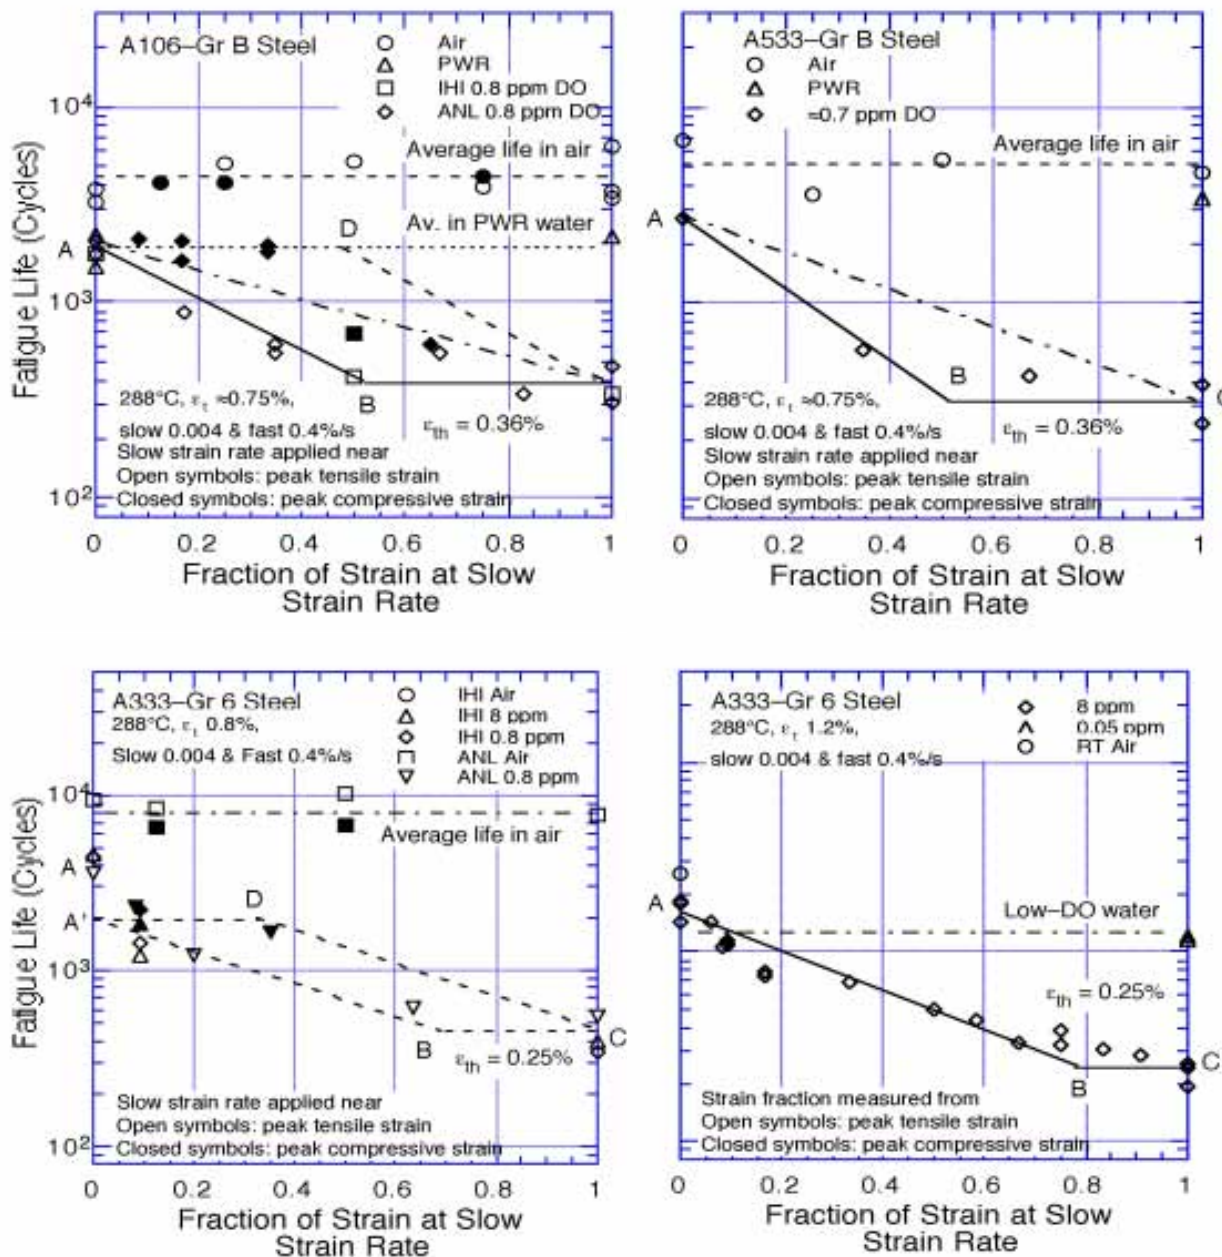 A106–Gr B Steel
Air
PWR
IHI 0.8 ppm DO
ANL 0.8 ppm DO
10⁴
Average life in air
D
Av. in PWR water
A
10³
Fatigue Life (Cycles)
288°C, εt ≈0.75%,
B
εth = 0.36%
slow 0.004 & fast 0.4%/s
Slow strain rate applied near
Open symbols: peak tensile strain
Closed symbols: peak compressive strain
10²
0 0.2 0.4 0.6 0.8 1
Fraction of Strain at Slow
Strain Rate
A533–Gr B Steel
Air
PWR
≈0.7 ppm DO
Average life in air
A
B
C
288°C, εt ≈0.75%,
slow 0.004 & fast 0.4%/s
εth = 0.36%
Slow strain rate applied near
Open symbols: peak tensile strain
Closed symbols: peak compressive strain
0 0.2 0.4 0.6 0.8 1
Fraction of Strain at Slow
Strain Rate
A333–Gr 6 Steel
288°C, εt 0.8%,
Slow 0.004 & Fast 0.4%/s
IHI Air
IHI 8 ppm
IHI 0.8 ppm
ANL Air
ANL 0.8 ppm
10⁴
Average life in air
A
D
A'
10³
Fatigue Life (Cycles)
B
εth = 0.25%
C
Slow strain rate applied near
Open symbols: peak tensile strain
Closed symbols: peak compressive strain
10²
0 0.2 0.4 0.6 0.8 1
Fraction of Strain at Slow
Strain Rate
A333–Gr 6 Steel
288°C, εt 1.2%,
slow 0.004 & fast 0.4%/s
8 ppm
0.05 ppm
RT Air
A
Low–DO water
εth = 0.25%
C
B
Strain fraction measured from
Open symbols: peak tensile strain
Closed symbols: peak compressive strain
0 0.2 0.4 0.6 0.8 1
Fraction of Strain at Slow
Strain Rate